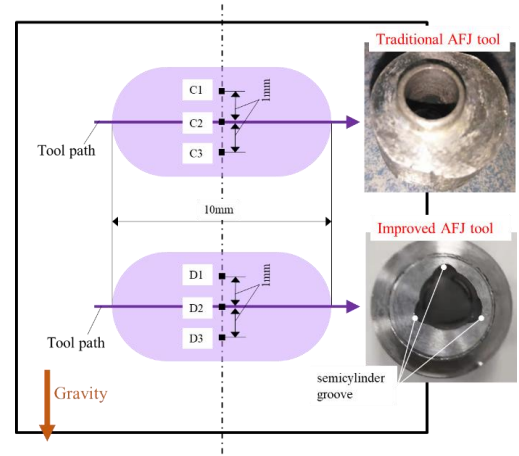 Traditional AFJ tool
C1
1mm
C2
Tool path
C3
10mm
Improved AFJ tool
D1
1mm
D2
Tool path
D3
semicylinder
groove
Gravity